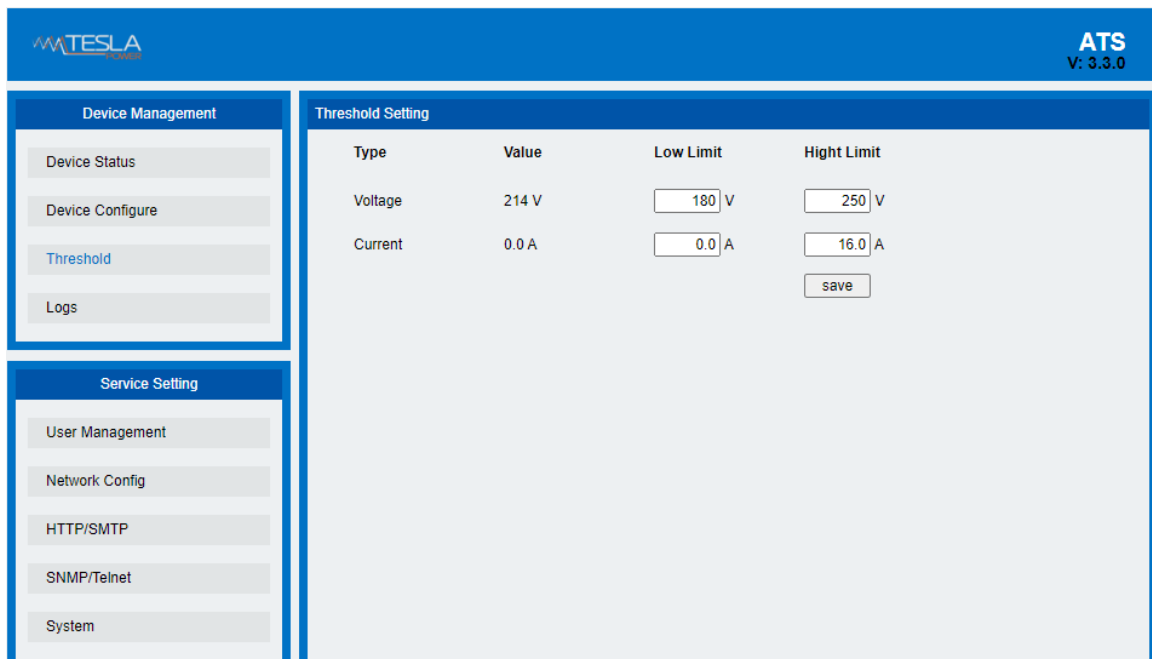 TESLA
POWER
ATS
V: 3.3.0
Device Management
Device Status
Device Configure
Threshold
Logs
Service Setting
User Management
Network Config
HTTP/SMTP
SNMP/Telnet
System
Threshold Setting
Type Value Low Limit Hight Limit
Voltage 214 V 180 V 250 V
Current 0.0 A 0.0 A 16.0 A
save